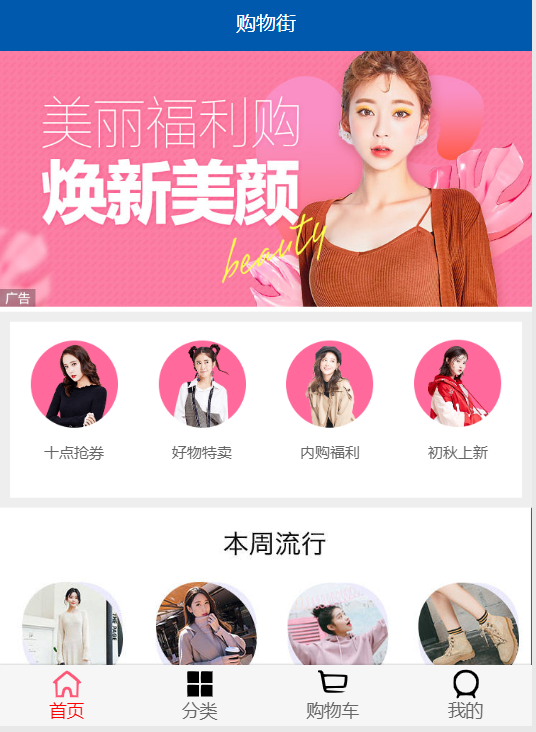 购物街
美丽福利购
焕新美颜
beauty
广告
十点抢券
好物特卖
内购福利
初秋上新
本周流行
首页
分类
购物车
我的